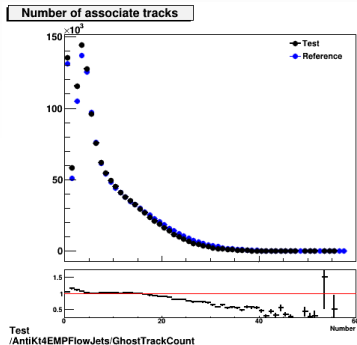 Number of associate tracks
×10³
150
100
50
0
Test
Reference
1.5
1
0.5
0
20
40
60
Number
Test
/AntiKt4EMPFlowJets/GhostTrackCount